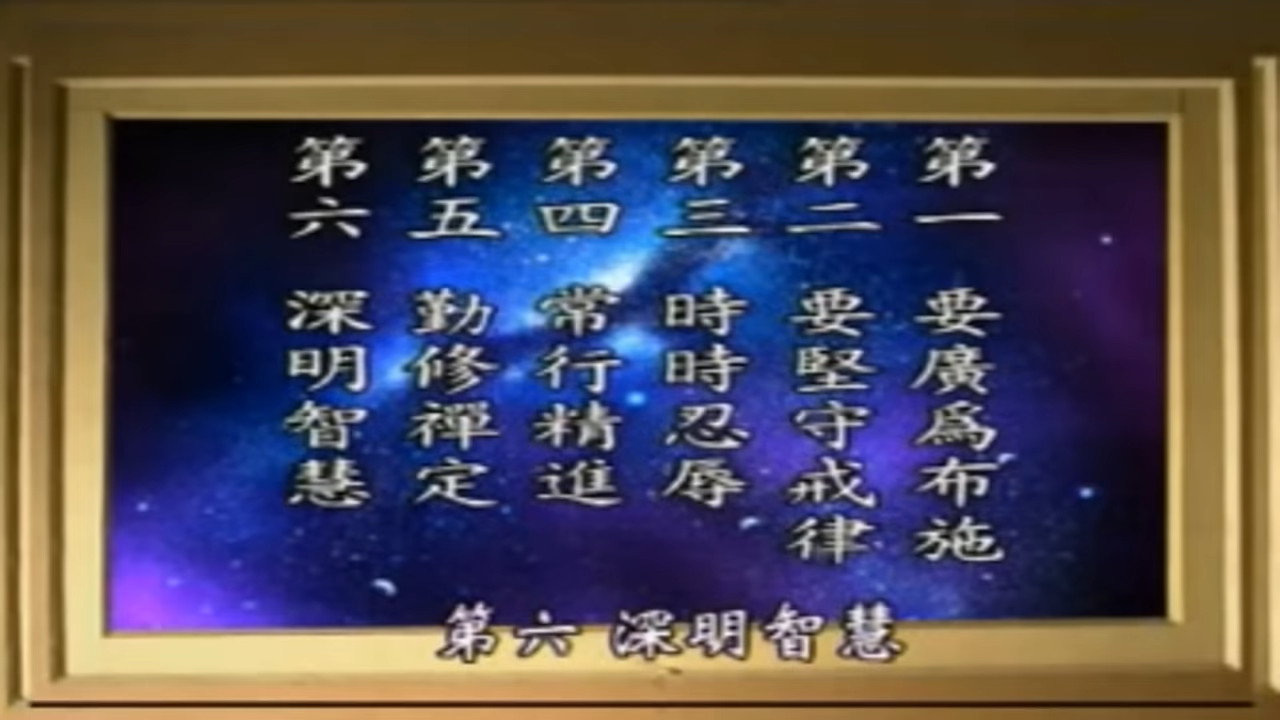 第一 要廣爲布施
第二 要堅守戒律
第三 時時忍辱
第四 常行精進
第五 勤修禪定
第六 深明智慧
第六 深明智慧